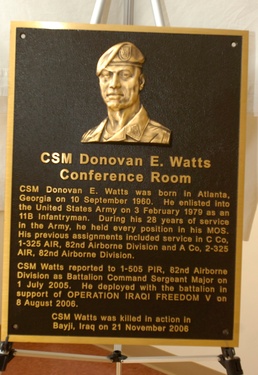 CSM Donovan E. Watts
Conference Room
CSM Donovan E. Watts was born in Atlanta,
Georgia on 10 September 1960. He enlisted into
the United States Army on 3 February 1979 as an
11B Infantryman. During his 28 years of service
in the Army, he held every position in his MOS.
His previous assignments included service in C Co,
1-325 AIR, 82nd Airborne Division and A Co, 2-325
AIR, 82nd Airborne Division.
CSM Watts reported to 1-505 PIR, 82nd Airborne
Division as Battalion Command Sergeant Major on
1 July 2005. He deployed with the battalion in
support of OPERATION IRAQI FREEDOM V on
8 August 2006.
CSM Watts was killed in action in
Bayji, Iraq on 21 November 2006